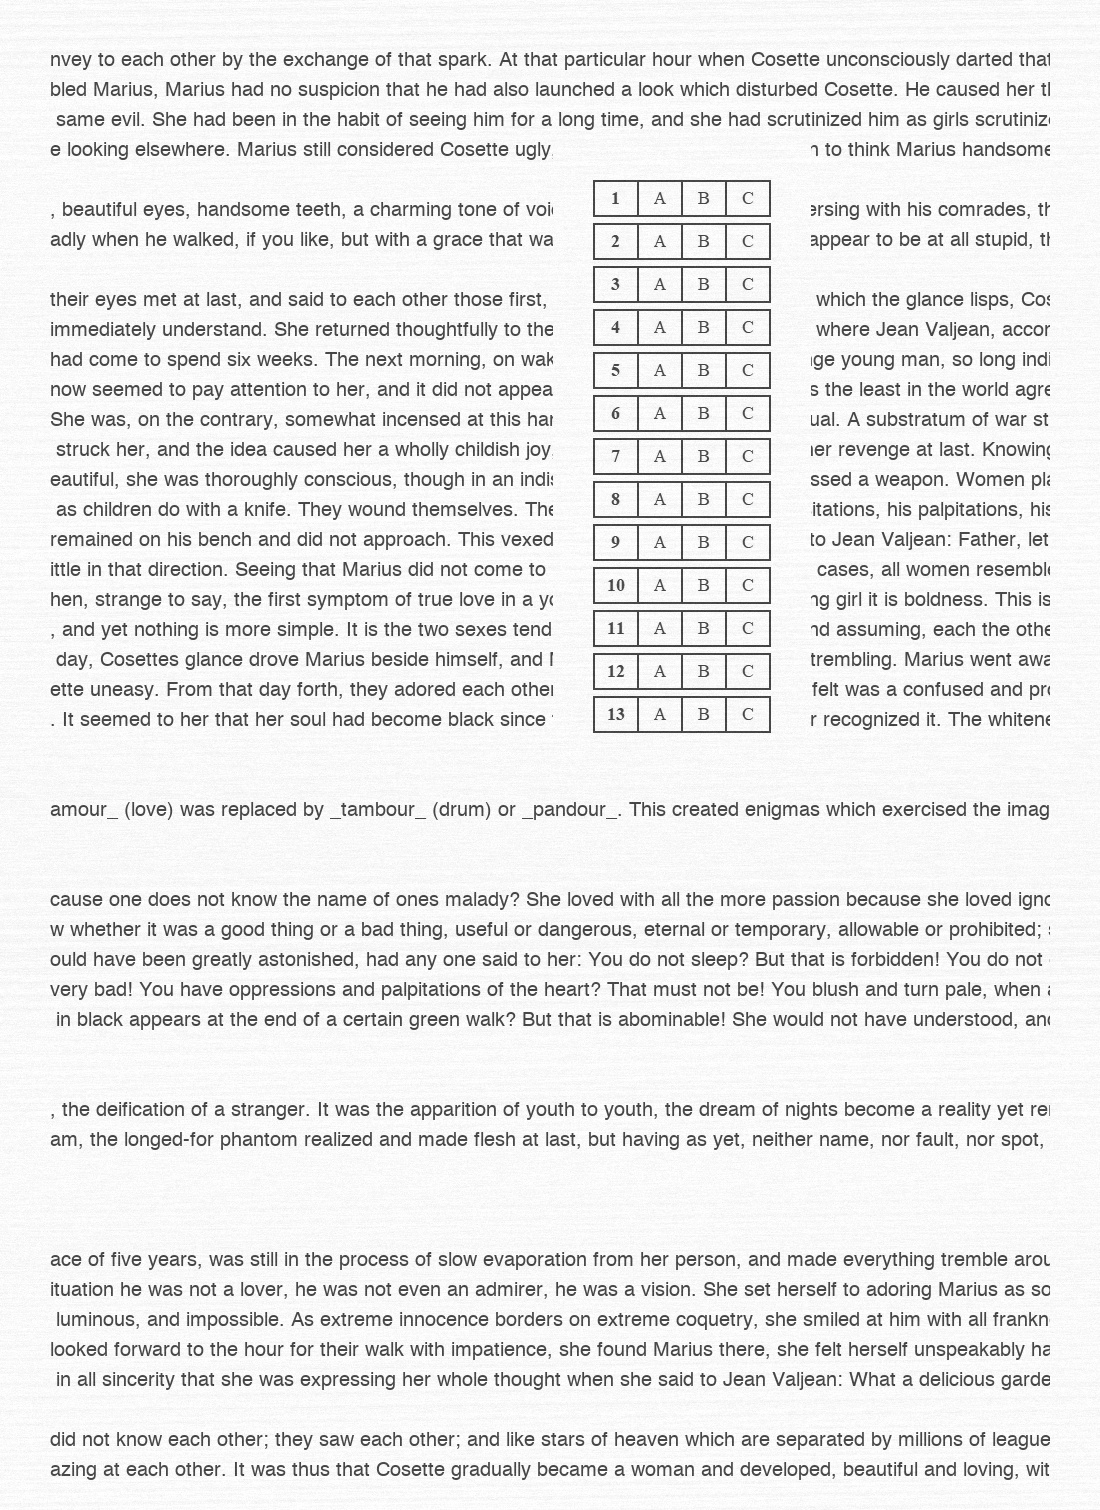 nvey to each other by the exchange of that spark. At that particular hour when Cosette unconsciously darted that
bled Marius, Marius had no suspicion that he had also launched a look which disturbed Cosette. He caused her
same evil. She had been in the habit of seeing him for a long time, and she had scrutinized him as girls scrutiniz
e looking elsewhere. Marius still considered Cosette ugly, to think Marius handsome
, beautiful eyes, handsome teeth, a charming tone of voi ersing with his comrades,
adly when he walked, if you like, but with a grace that wa appear to be at all stupid,
their eyes met at last, and said to each other those first, which the glance lisps, Cos
immediately understand. She returned thoughtfully to the where Jean Valjean, accor
had come to spend six weeks. The next morning, on wak ge young man, so long indi
now seemed to pay attention to her, and it did not appea s the least in the world agre
She was, on the contrary, somewhat incensed at this har ual. A substratum of war st
struck her, and the idea caused her a wholly childish joy, er revenge at last. Knowing
eautiful, she was thoroughly conscious, though in an indis ssed a weapon. Women pla
as children do with a knife. They wound themselves. The itations, his palpitations, his
remained on his bench and did not approach. This vexed to Jean Valjean: Father, let
ittle in that direction. Seeing that Marius did not come to cases, all women resemble
hen, strange to say, the first symptom of true love in a yo ng girl it is boldness. This is
, and yet nothing is more simple. It is the two sexes tend nd assuming, each the othe
day, Cosettes glance drove Marius beside himself, and trembling. Marius went awa
ette uneasy. From that day forth, they adored each other felt was a confused and pro
. It seemed to her that her soul had become black since r recognized it. The whitene
1 A B C
2 A B C
3 A B C
4 A B C
5 A B C
6 A B C
7 A B C
8 A B C
9 A B C
10 A B C
11 A B C
12 A B C
13 A B C
amour_ (love) was replaced by _tambour_ (drum) or _pandour_. This created enigmas which exercised the imag
cause one does not know the name of ones malady? She loved with all the more passion because she loved igno
w whether it was a good thing or a bad thing, useful or dangerous, eternal or temporary, allowable or prohibited;
ould have been greatly astonished, had any one said to her: You do not sleep? But that is forbidden! You do not
very bad! You have oppressions and palpitations of the heart? That must not be! You blush and turn pale, when
in black appears at the end of a certain green walk? But that is abominable! She would not have understood, and
, the deification of a stranger. It was the apparition of youth to youth, the dream of nights become a reality yet
am, the longed-for phantom realized and made flesh at last, but having as yet, neither name, nor fault, nor spot,
ace of five years, was still in the process of slow evaporation from her person, and made everything tremble arou
ituation he was not a lover, he was not even an admirer, he was a vision. She set herself to adoring Marius as so
luminous, and impossible. As extreme innocence borders on extreme coquetry, she smiled at him with all frankn
looked forward to the hour for their walk with impatience, she found Marius there, she felt herself unspeakably ha
in all sincerity that she was expressing her whole thought when she said to Jean Valjean: What a delicious garde
did not know each other; they saw each other; and like stars of heaven which are separated by millions of league
azing at each other. It was thus that Cosette gradually became a woman and developed, beautiful and loving, wit